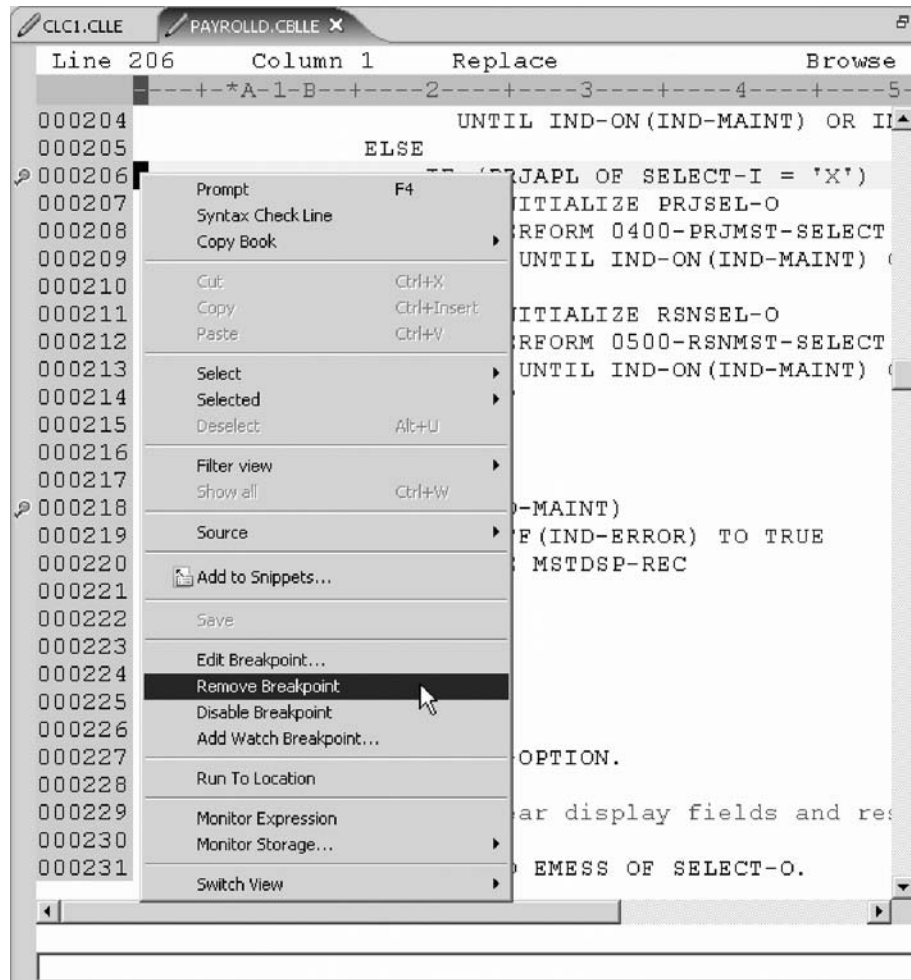 CLC1.CLLE PAYROLLD.CBLLE
Line 206 Column 1 Replace Browse
----+-*A-1-B--+----2----+----3----+----4----+----5-
000204 UNTIL IND-ON(IND-MAINT) OR
000205 ELSE
000206 (PRJAPL OF SELECT-I = 'X')
000207 NITIALIZE PRJSEL-O
000208 RFORM 0400-PRJMST-SELECT
000209 UNTIL IND-ON(IND-MAINT)
000210
000211 NITIALIZE RSNSEL-O
000212 RFORM 0500-RSNMST-SELECT
000213 UNTIL IND-ON(IND-MAINT)
000214
000215
000216
000217
000218 -MAINT)
000219 F(IND-ERROR) TO TRUE
000220 MSTDSP-REC
000221
000222
000223
000224
000225
000226
000227 OPTION.
000228
000229 ar display fields and res
000230
000231 EMESS OF SELECT-O.
Prompt F4
Syntax Check Line
Copy Book
Cut Ctrl+X
Copy Ctrl+Insert
Paste Ctrl+V
Select
Selected
Deselect Alt+U
Filter view
Show all Ctrl+W
Source
Add to Snippets...
Save
Edit Breakpoint...
Remove Breakpoint
Disable Breakpoint
Add Watch Breakpoint...
Run To Location
Monitor Expression
Monitor Storage...
Switch View